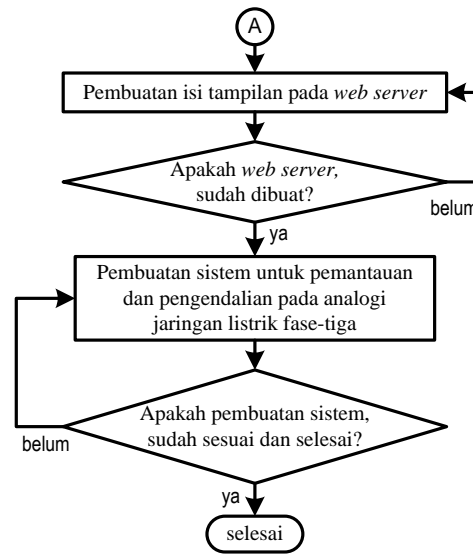 A
Pembuatan isi tampilan pada web server
Apakah web server,
sudah dibuat?
belum
ya
Pembuatan sistem untuk pemantauan
dan pengendalian pada analogi
jaringan listrik fase-tiga
Apakah pembuatan sistem,
sudah sesuai dan selesai?
belum
ya
selesai